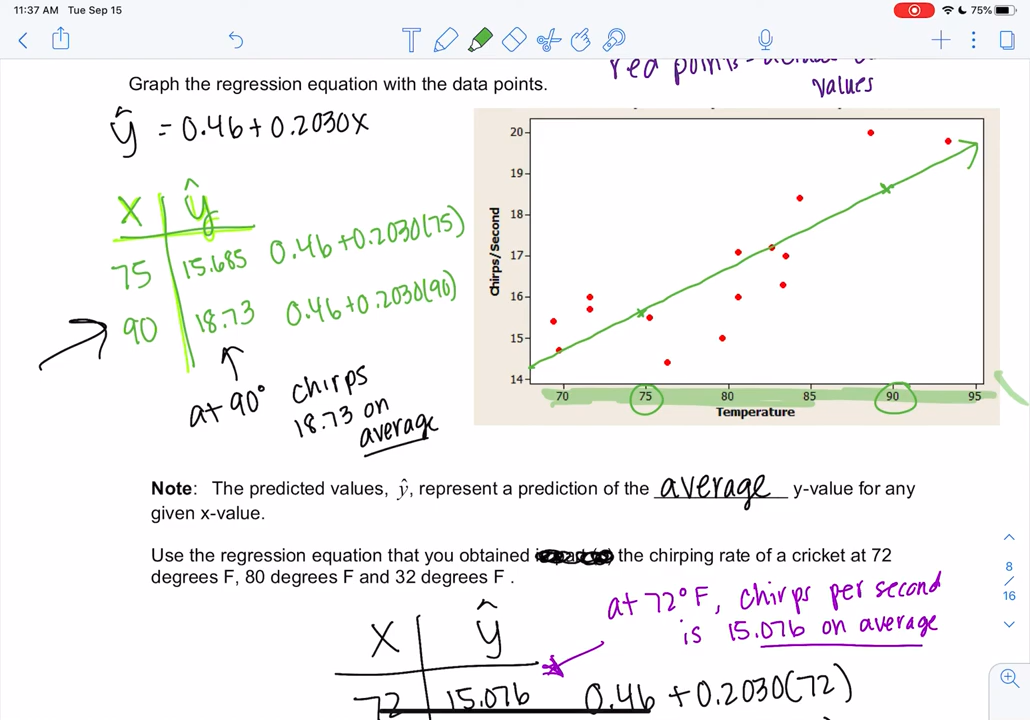 11:37 AM Tue Sep 15
75%
T
red points = 
values
Graph the regression equation with the data points.
ŷ = 0.46+0.2030x
X ŷ
75 15.685 0.46+0.2030(75)
90 18.73 0.46+0.2030(90)
at 90° chirps
18.73 on
average
20
19
18
17
16
15
14
Chirps/Second
70 75 80 85 90 95
Temperature
Note: The predicted values, ŷ, represent a prediction of the average y-value for any
given x-value.
Use the regression equation that you obtained the chirping rate of a cricket at 72
degrees F, 80 degrees F and 32 degrees F .
at 72°F, chirps per second
is 15.076 on average
X ŷ
72 15.076 0.46 +0.2030(72)
8
/
16